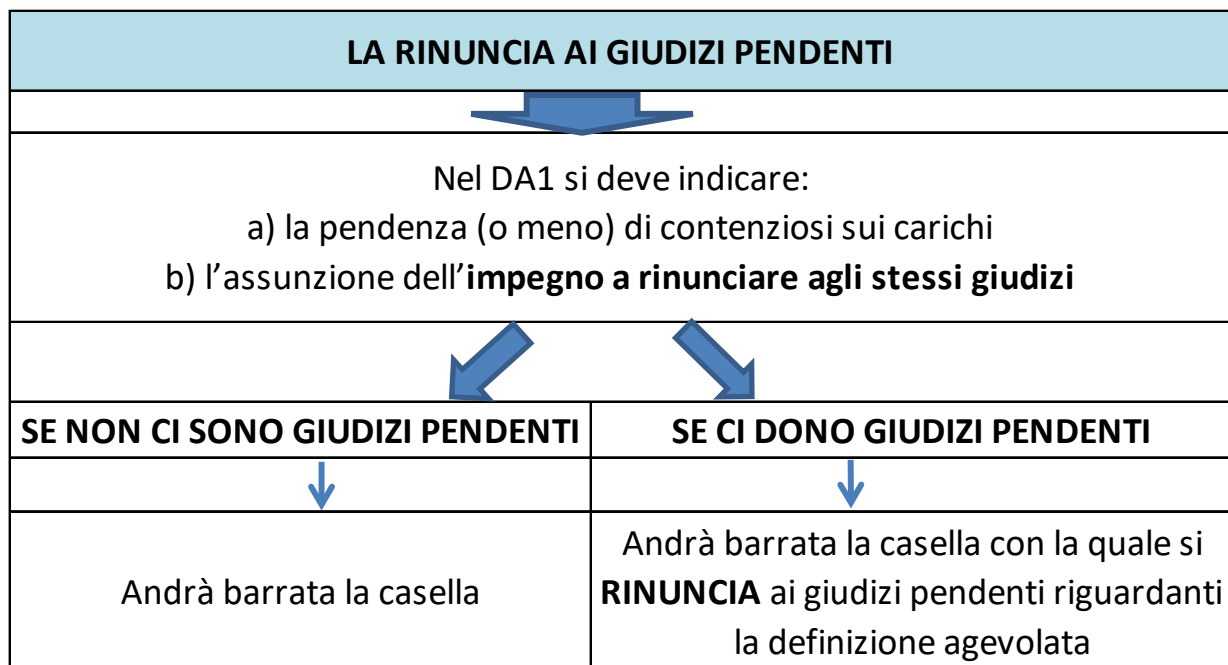 LA RINUNCIA AI GIUDIZI PENDENTI
Nel DA1 si deve indicare:
a) la pendenza (o meno) di contenziosi sui carichi
b) l’assunzione dell’impegno a rinunciare agli stessi giudizi
SE NON CI SONO GIUDIZI PENDENTI
SE CI DONO GIUDIZI PENDENTI
Andrà barrata la casella
Andrà barrata la casella con la quale si
RINUNCIA ai giudizi pendenti riguardanti
la definizione agevolata